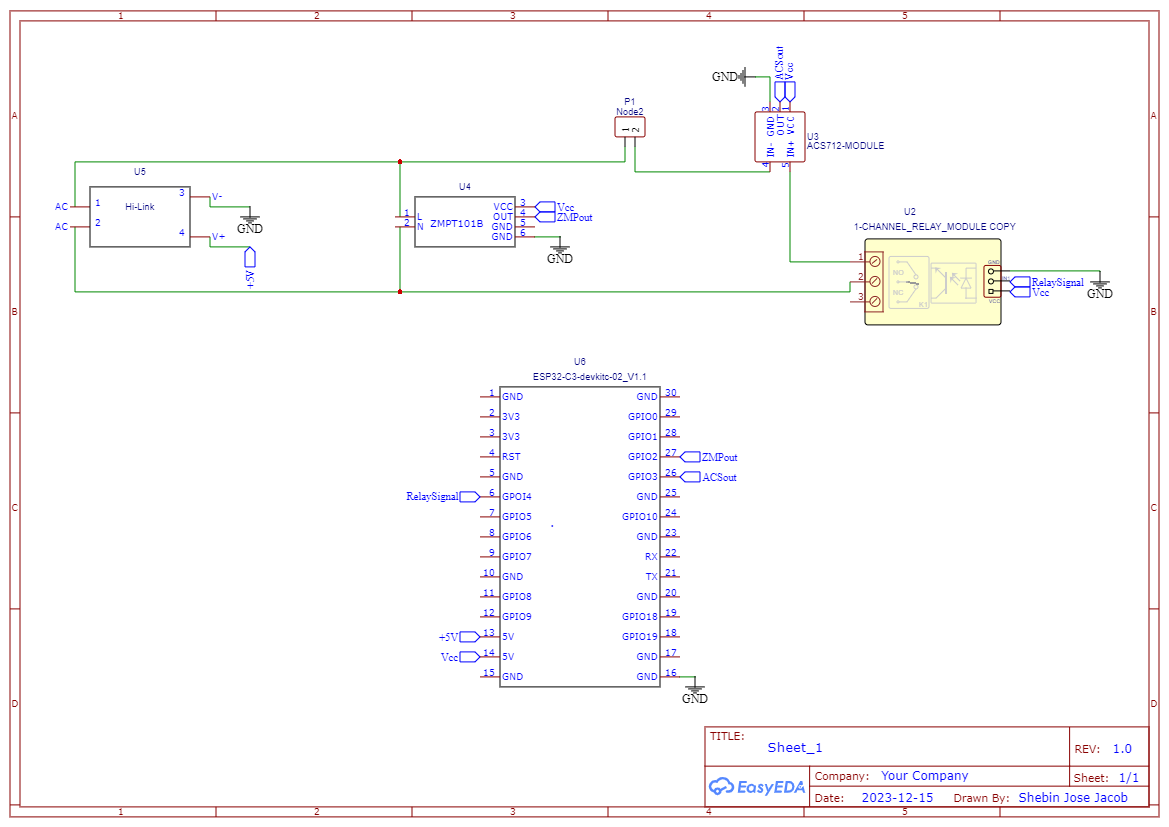 1 2 3 4 5
A
A
B
B
C
C
D
D
GND
ACSout
Vcc
P1
Node2
1 2
3 2 1
GND OUT VCC
IN- IN+
4 5
U3
ACS712-MODULE
U5
Hi-Link
AC 1
AC 2
3 V-
4 V+
GND
+5V
U4
ZMPT101B
1 L
2 N
VCC 3 Vcc
OUT 4 ZMPout
GND 5
GND 6
GND
U2
1-CHANNEL_RELAY_MODULE COPY
1
2
3
NO
NC
K1
GND
IN1
VCC
RelaySignal
Vcc
GND
U6
ESP32-C3-devkitc-02_V1.1
1 GND GND 30
2 3V3 GPIO0 29
3 3V3 GPIO1 28
4 RST GPIO2 27 ZMPout
5 GND GPIO3 26 ACSout
RelaySignal 6 GPOI4 GND 25
7 GPIO5 GPIO10 24
8 GPIO6 GND 23
9 GPIO7 RX 22
10 GND TX 21
11 GPIO8 GND 20
12 GPIO9 GPIO18 19
+5V 13 5V GPIO19 18
Vcc 14 5V GND 17
15 GND GND 16
GND
TITLE:
Sheet_1
REV: 1.0
EasyEDA
Company: Your Company
Sheet: 1/1
Date: 2023-12-15 Drawn By: Shebin Jose Jacob
1 2 3 4 5